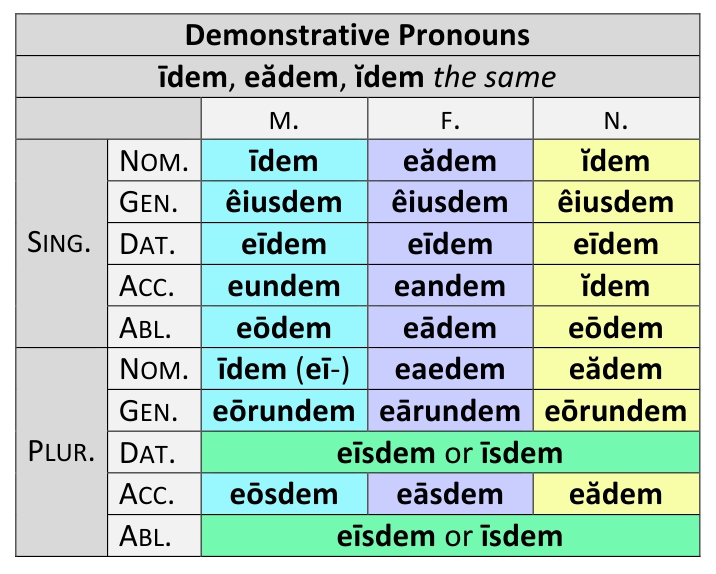 Demonstrative Pronouns
īdem, eădem, ĭdem the same
M. F. N.
SING.
NOM. īdem eădem ĭdem
GEN. êiusdem êiusdem êiusdem
DAT. eīdem eīdem eīdem
ACC. eundem eandem ĭdem
ABL. eōdem eādem eōdem
PLUR.
NOM. īdem (eī-) eaedem eădem
GEN. eōrundem eārundem eōrundem
DAT. eīsdem or īsdem
ACC. eōsdem eāsdem eădem
ABL. eīsdem or īsdem